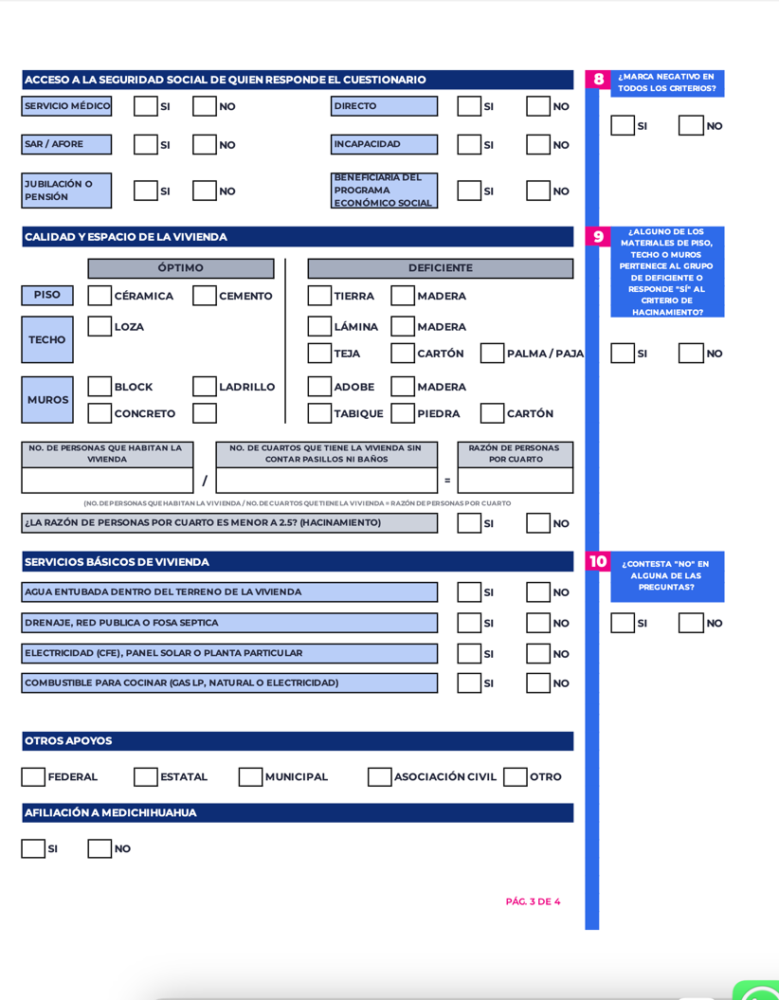 ACCESO A LA SEGURIDAD SOCIAL DE QUIEN RESPONDE EL CUESTIONARIO
8
¿MARCA NEGATIVO EN
TODOS LOS CRITERIOS?
SERVICIO MÉDICO SI NO DIRECTO SI NO
SI NO
SAR / AFORE SI NO INCAPACIDAD SI NO
JUBILACIÓN O
PENSIÓN
SI NO
BENEFICIARIA DEL
PROGRAMA
ECONÓMICO SOCIAL
SI NO
CALIDAD Y ESPACIO DE LA VIVIENDA
9
¿ALGUNO DE LOS
MATERIALES DE PISO,
TECHO O MUROS
PERTENECE AL GRUPO
DE DEFICIENTE O
RESPONDE "SÍ" AL
CRITERIO DE
HACINAMIENTO?
ÓPTIMO DEFICIENTE
PISO CÉRAMICA CEMENTO TIERRA MADERA
TECHO
LOZA LÁMINA MADERA
TEJA CARTÓN PALMA / PAJA
SI NO
MUROS
BLOCK LADRILLO ADOBE MADERA
CONCRETO TABIQUE PIEDRA CARTÓN
NO. DE PERSONAS QUE HABITAN LA
VIVIENDA
/
NO. DE CUARTOS QUE TIENE LA VIVIENDA SIN
CONTAR PASILLOS NI BAÑOS
=
RAZÓN DE PERSONAS
POR CUARTO
(NO. DE PERSONAS QUE HABITAN LA VIVIENDA / NO. DE CUARTOS QUE TIENE LA VIVIENDA = RAZÓN DE PERSONAS POR CUARTO
¿LA RAZÓN DE PERSONAS POR CUARTO ES MENOR A 2.5? (HACINAMIENTO) SI NO
SERVICIOS BÁSICOS DE VIVIENDA
10
¿CONTESTA "NO" EN
ALGUNA DE LAS
PREGUNTAS?
AGUA ENTUBADA DENTRO DEL TERRENO DE LA VIVIENDA SI NO
DRENAJE, RED PUBLICA O FOSA SEPTICA SI NO
SI NO
ELECTRICIDAD (CFE), PANEL SOLAR O PLANTA PARTICULAR SI NO
COMBUSTIBLE PARA COCINAR (GAS LP, NATURAL O ELECTRICIDAD) SI NO
OTROS APOYOS
FEDERAL ESTATAL MUNICIPAL ASOCIACIÓN CIVIL OTRO
AFILIACIÓN A MEDICHIHUAHUA
SI NO
PÁG. 3 DE 4